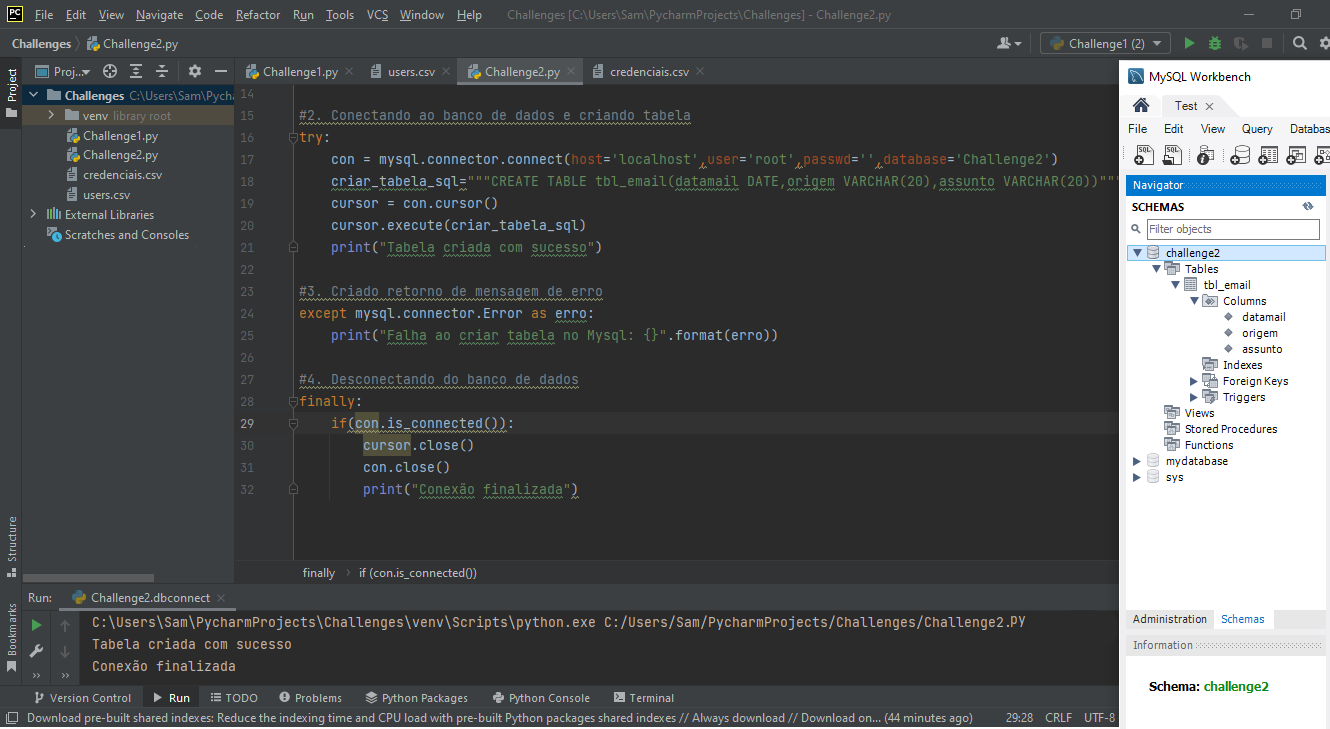 PC File Edit View Navigate Code Refactor Run Tools VCS Window Help Challenges [C:\Users\Sam\PycharmProjects\Challenges] - Challenge2.py
Challenges Challenge2.py Challenge1 (2)
Project
Proj...
Challenges C:\Users\Sam\Pycha
venv library root
Challenge1.py
Challenge2.py
credenciais.csv
users.csv
External Libraries
Scratches and Consoles
Challenge1.py users.csv Challenge2.py credenciais.csv
14
15 #2. Conectando ao banco de dados e criando tabela
16 try:
17 con = mysql.connector.connect(host='localhost',user='root',passwd='',database='Challenge2')
18 criar_tabela_sql="""CREATE TABLE tbl_email(datamail DATE,origem VARCHAR(20),assunto VARCHAR(20))"""
19 cursor = con.cursor()
20 cursor.execute(criar_tabela_sql)
21 print("Tabela criada com sucesso")
22
23 #3. Criado retorno de mensagem de erro
24 except mysql.connector.Error as erro:
25 print("Falha ao criar tabela no Mysql: {}".format(erro))
26
27 #4. Desconectando do banco de dados
28 finally:
29 if(con.is_connected()):
30 cursor.close()
31 con.close()
32 print("Conexão finalizada")
finally if (con.is_connected())
Structure
Bookmarks
Run: Challenge2.dbconnect
C:\Users\Sam\PycharmProjects\Challenges\venv\Scripts\python.exe C:/Users/Sam/PycharmProjects/Challenges/Challenge2.PY
Tabela criada com sucesso
Conexão finalizada
Version Control Run TODO Problems Python Packages Python Console Terminal
Download pre-built shared indexes: Reduce the indexing time and CPU load with pre-built Python packages shared indexes // Always download // Download on... (44 minutes ago) 29:28 CRLF UTF-8
MySQL Workbench
Test
File Edit View Query Databas
SQL SQL
Navigator
SCHEMAS
Filter objects
challenge2
Tables
tbl_email
Columns
datamail
origem
assunto
Indexes
Foreign Keys
Triggers
Views
Stored Procedures
Functions
mydatabase
sys
Administration Schemas
Information
Schema: challenge2